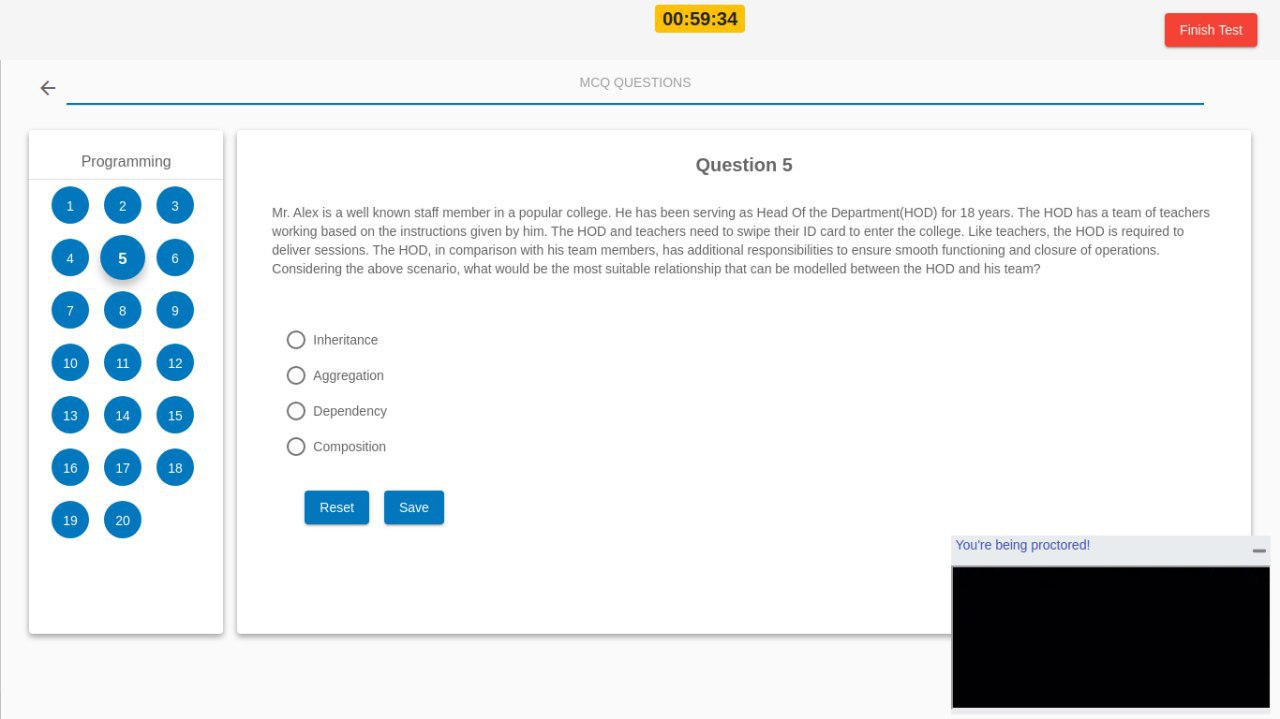 00:59:34
Finish Test
MCQ QUESTIONS
Programming
1 2 3
4 5 6
7 8 9
10 11 12
13 14 15
16 17 18
19 20
Question 5
Mr. Alex is a well known staff member in a popular college. He has been serving as Head Of the Department(HOD) for 18 years. The HOD has a team of teachers
working based on the instructions given by him. The HOD and teachers need to swipe their ID card to enter the college. Like teachers, the HOD is required to
deliver sessions. The HOD, in comparison with his team members, has additional responsibilities to ensure smooth functioning and closure of operations.
Considering the above scenario, what would be the most suitable relationship that can be modelled between the HOD and his team?
Inheritance
Aggregation
Dependency
Composition
Reset Save
You're being proctored!